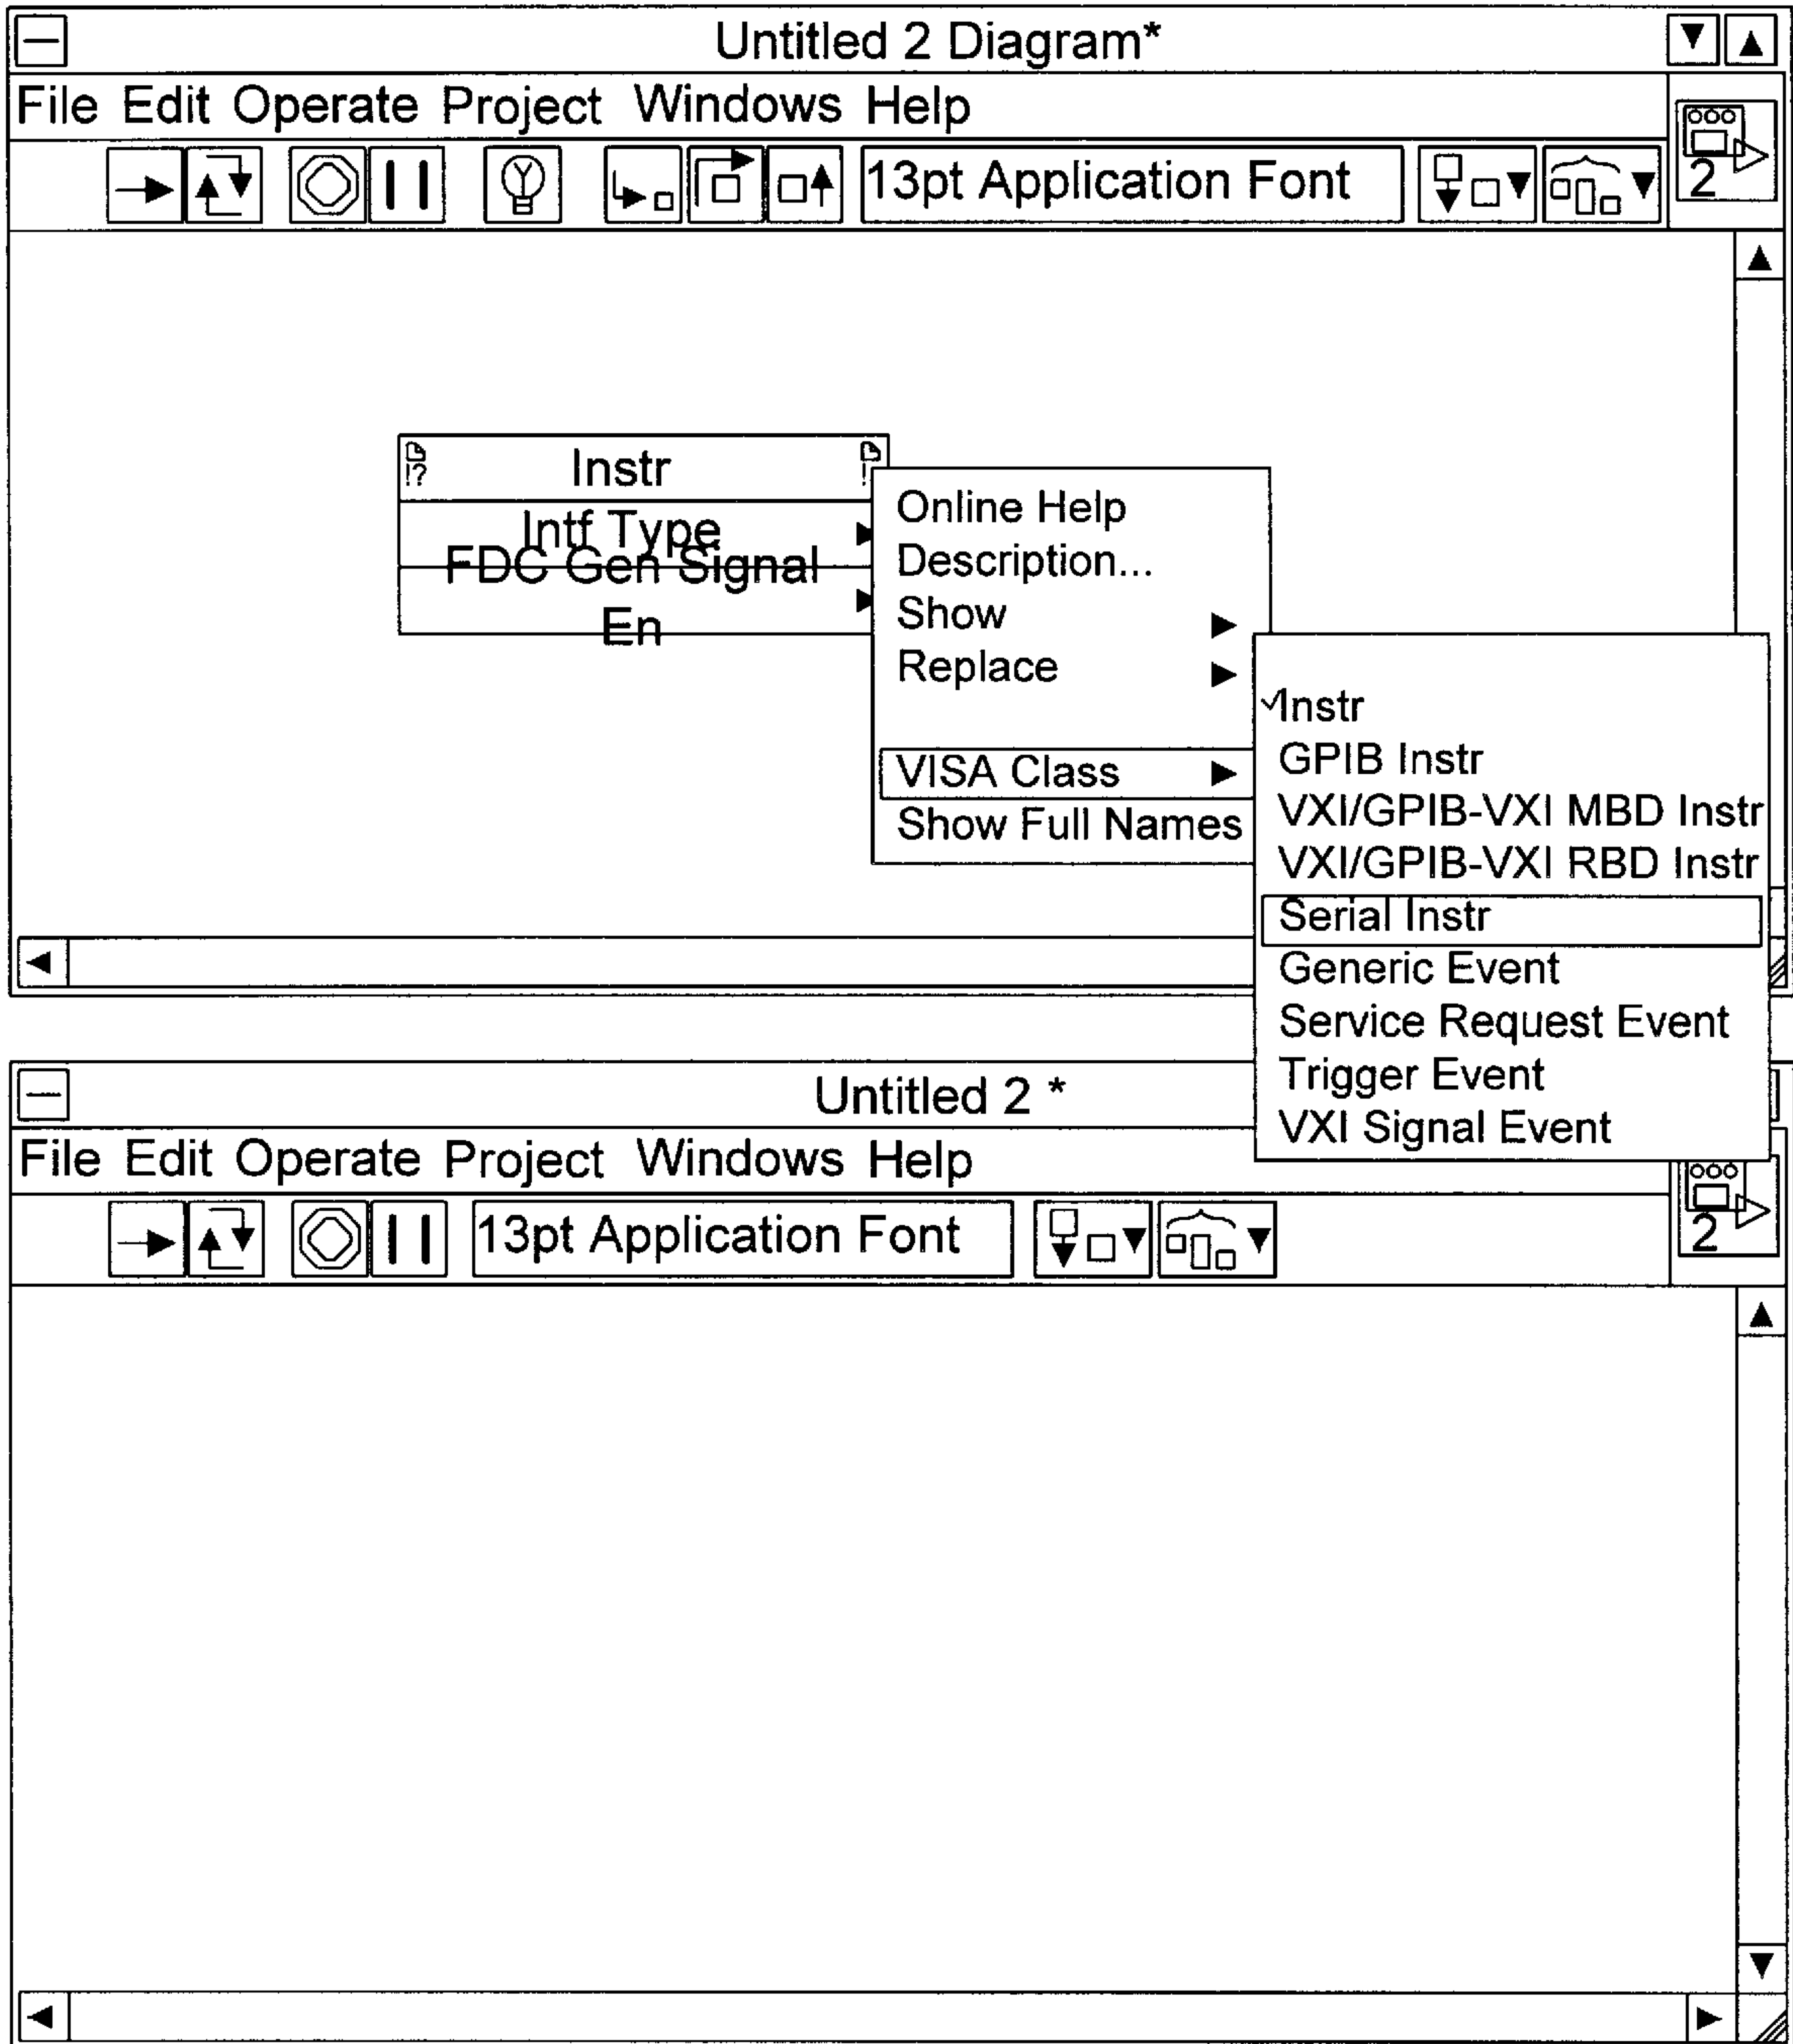 Untitled 2 Diagram*
File Edit Operate Project Windows Help
13pt Application Font
2
Instr
Intf Type
FDC Gen Signal
En
Online Help
Description...
Show
Replace
VISA Class
Show Full Names
Instr
GPIB Instr
VXI/GPIB-VXI MBD Instr
VXI/GPIB-VXI RBD Instr
Serial Instr
Generic Event
Service Request Event
Trigger Event
VXI Signal Event
Untitled 2 *
File Edit Operate Project Windows Help
13pt Application Font
2